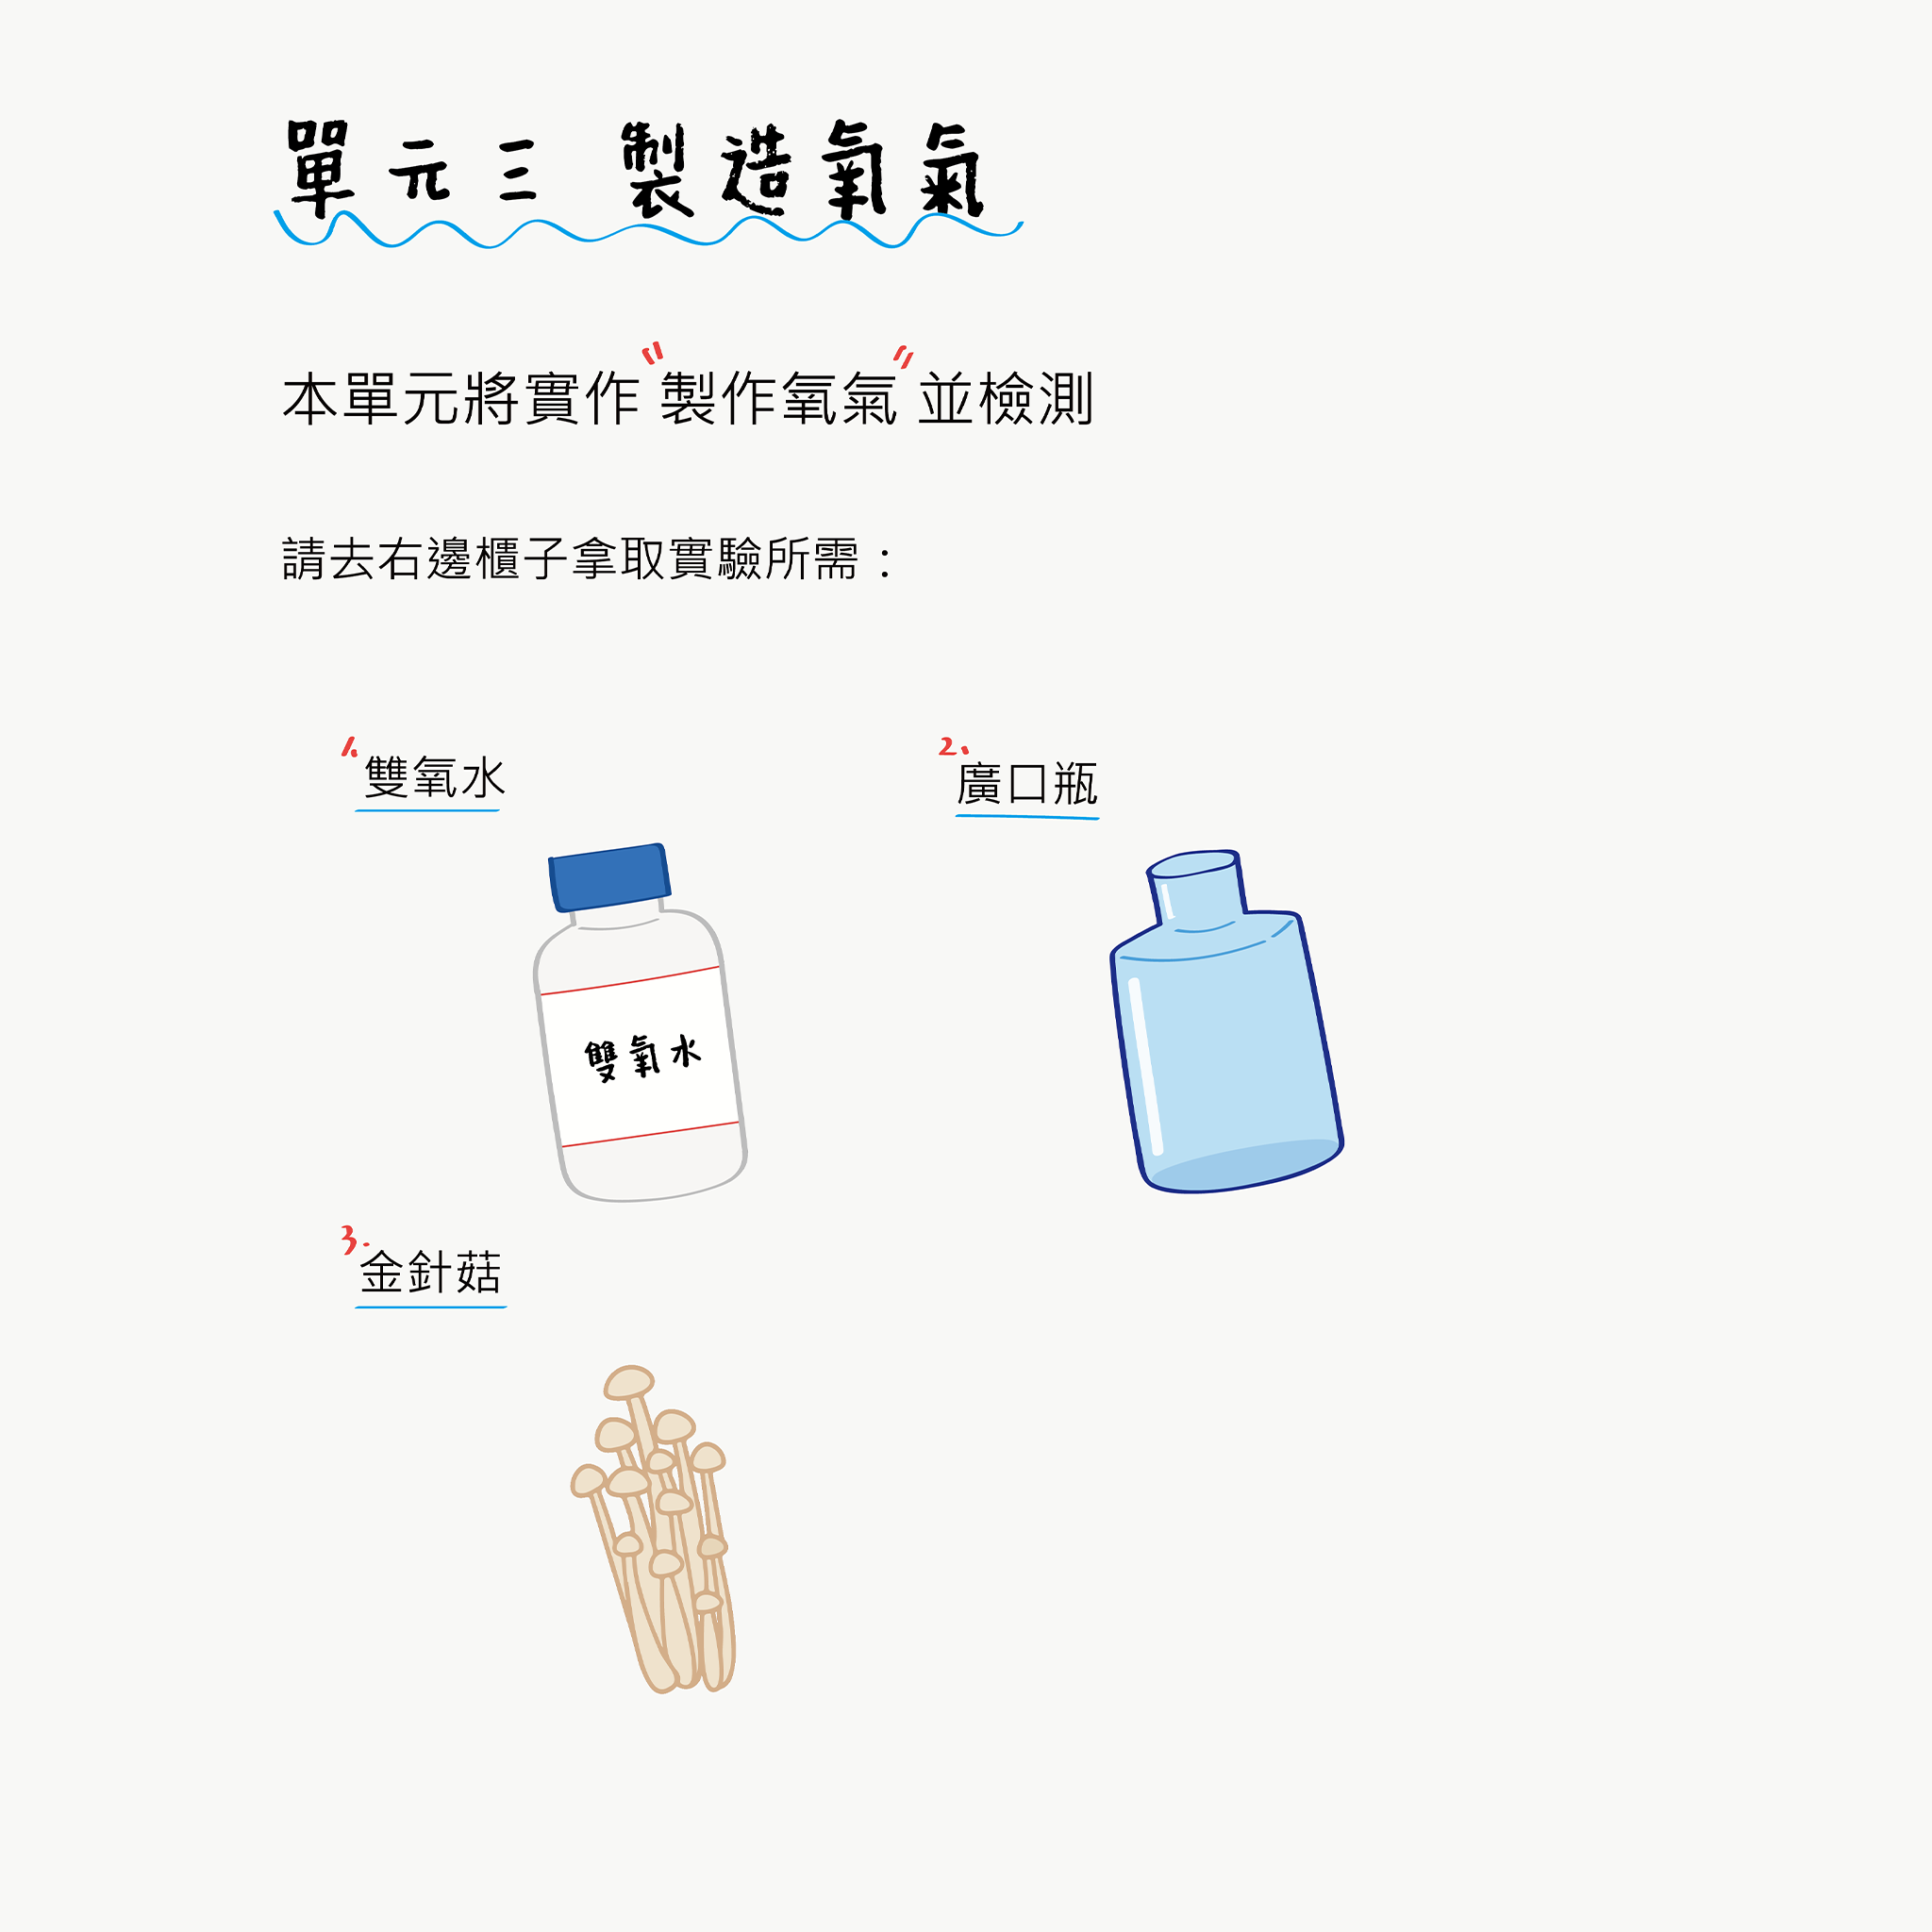 單元三 製造氧氣
本單元將實作"製作氧氣"並檢測
請去右邊櫃子拿取實驗所需：
1. 雙氧水
2. 廣口瓶
雙氧水
3. 金針菇